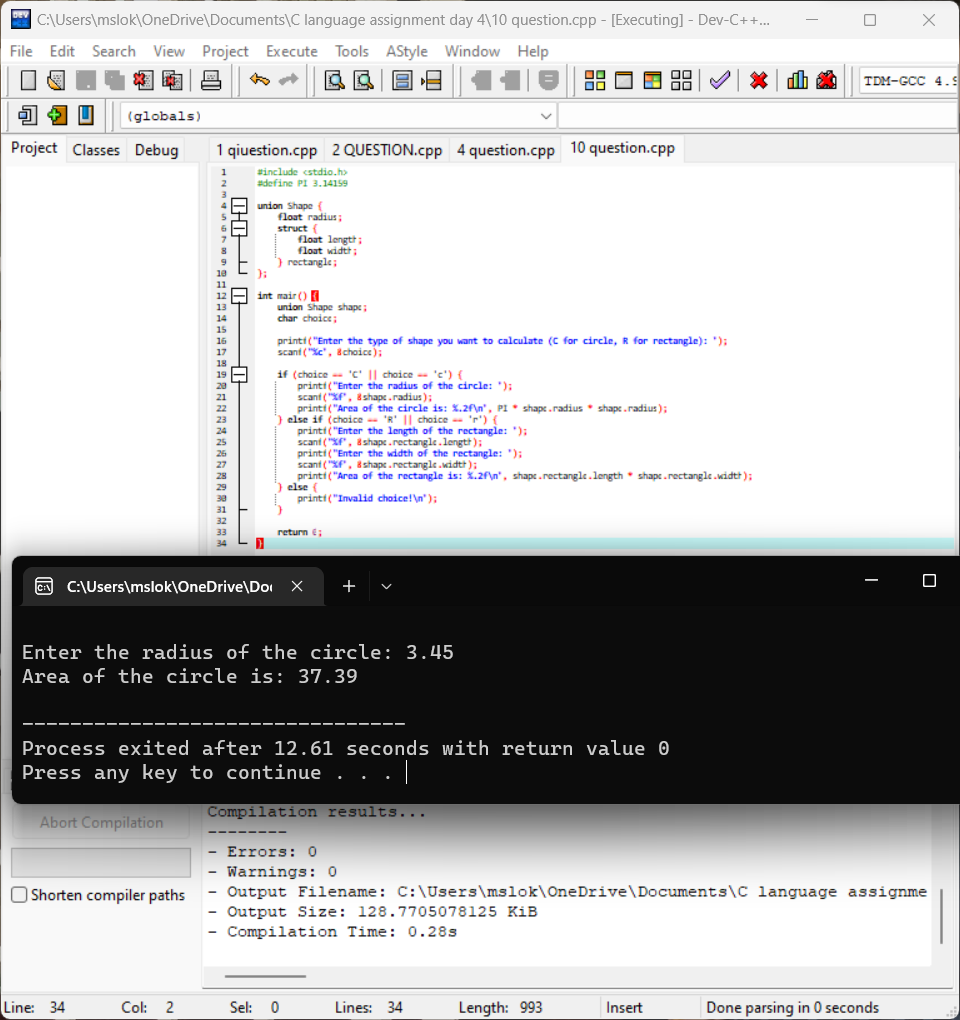 C:\Users\mslok\OneDrive\Documents\C language assignment day 4\10 question.cpp - [Executing] - Dev-C++...
File Edit Search View Project Execute Tools AStyle Window Help
TDM-GCC 4.9
(globals)
Project Classes Debug 1 qiuestion.cpp 2 QUESTION.cpp 4 question.cpp 10 question.cpp
1 #include <stdio.h>
2 #define PI 3.14159
3
4 union Shape {
5 float radius;
6 struct {
7 float length;
8 float width;
9 } rectangle;
10 };
11
12 int main() {
13 union Shape shape;
14 char choice;
15
16 printf("Enter the type of shape you want to calculate (C for circle, R for rectangle): ");
17 scanf("%c", &choice);
18
19 if (choice == 'C' || choice == 'c') {
20 printf("Enter the radius of the circle: ");
21 scanf("%f", &shape.radius);
22 printf("Area of the circle is: %.2f\n", PI * shape.radius * shape.radius);
23 } else if (choice == 'R' || choice == 'r') {
24 printf("Enter the length of the rectangle: ");
25 scanf("%f", &shape.rectangle.length);
26 printf("Enter the width of the rectangle: ");
27 scanf("%f", &shape.rectangle.width);
28 printf("Area of the rectangle is: %.2f\n", shape.rectangle.length * shape.rectangle.width);
29 } else {
30 printf("Invalid choice!\n");
31 }
32
33 return 0;
34 }
C:\Users\mslok\OneDrive\Do
Enter the radius of the circle: 3.45
Area of the circle is: 37.39
--------------------------------
Process exited after 12.61 seconds with return value 0
Press any key to continue . . .
Abort Compilation
Shorten compiler paths
Compilation results...
--------
- Errors: 0
- Warnings: 0
- Output Filename: C:\Users\mslok\OneDrive\Documents\C language assignme
- Output Size: 128.7705078125 KiB
- Compilation Time: 0.28s
Line: 34 Col: 2 Sel: 0 Lines: 34 Length: 993 Insert Done parsing in 0 seconds